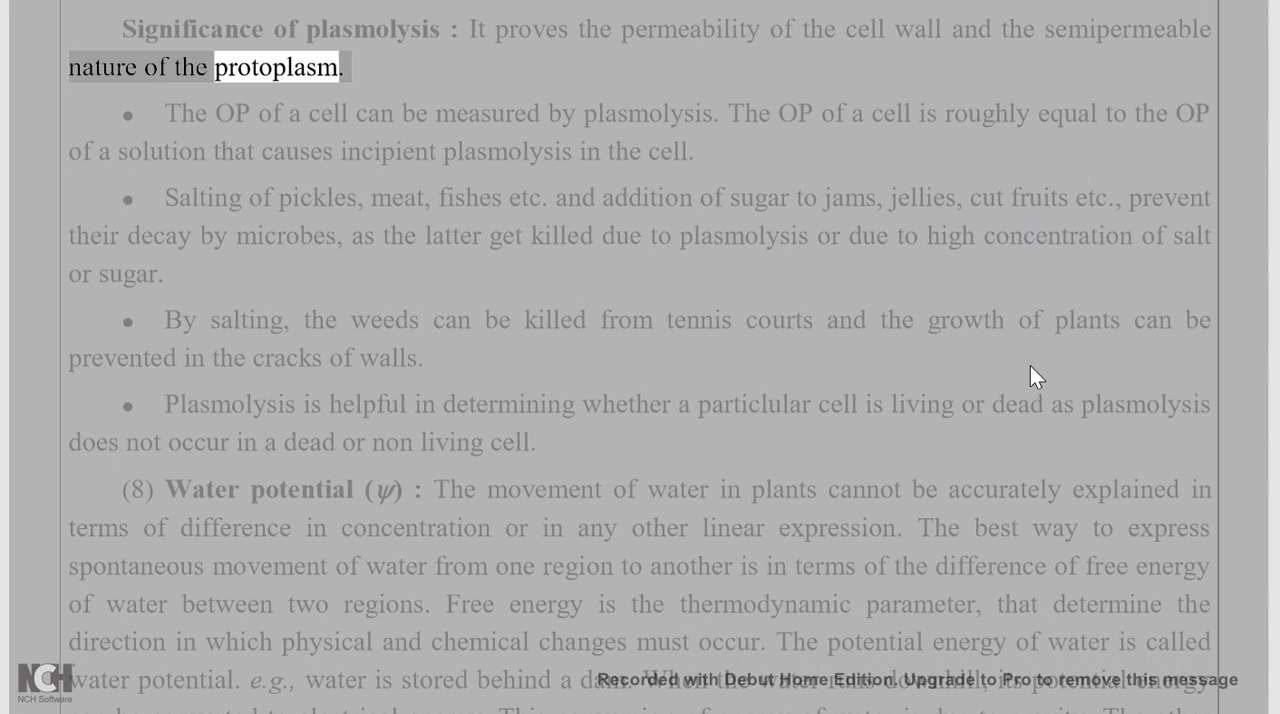 Significance of plasmolysis : It proves the permeability of the cell wall and the semipermeable
nature of the protoplasm.
• The OP of a cell can be measured by plasmolysis. The OP of a cell is roughly equal to the OP
of a solution that causes incipient plasmolysis in the cell.
• Salting of pickles, meat, fishes etc. and addition of sugar to jams, jellies, cut fruits etc., prevent
their decay by microbes, as the latter get killed due to plasmolysis or due to high concentration of salt
or sugar.
• By salting, the weeds can be killed from tennis courts and the growth of plants can be
prevented in the cracks of walls.
• Plasmolysis is helpful in determining whether a particlular cell is living or dead as plasmolysis
does not occur in a dead or non living cell.
(8) Water potential (ψ) : The movement of water in plants cannot be accurately explained in
terms of difference in concentration or in any other linear expression. The best way to express
spontaneous movement of water from one region to another is in terms of the difference of free energy
of water between two regions. Free energy is the thermodynamic parameter, that determine the
direction in which physical and chemical changes must occur. The potential energy of water is called
water potential. e.g., water is stored behind a dam. When the water runs downhill, its potential energy
Recorded with Debut Home Edition. Upgrade to Pro to remove this message
NCH
NCH Software